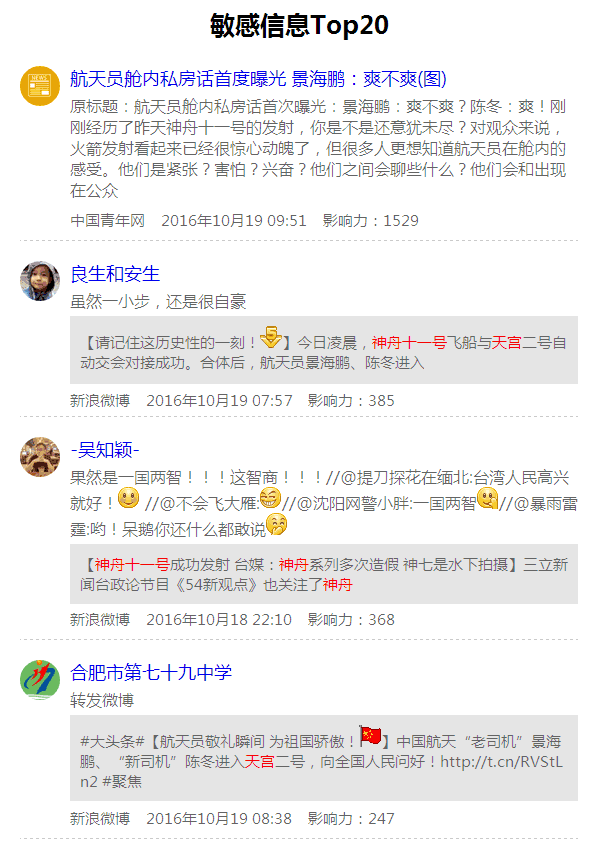 敏感信息Top20
航天员舱内私房话首度曝光 景海鹏：爽不爽(图)
原标题：航天员舱内私房话首次曝光：景海鹏：爽不爽？陈冬：爽！刚
刚经历了昨天神舟十一号的发射，你是不是还意犹未尽？对观众来说，
火箭发射看起来已经很惊心动魄了，但很多人更想知道航天员在舱内的
感受。他们是紧张？害怕？兴奋？他们之间会聊些什么？他们会和出现
在公众
中国青年网 2016年10月19 09:51 影响力：1529
良生和安生
虽然一小步，还是很自豪
【请记住这历史性的一刻！】今日凌晨，神舟十一号飞船与天宫二号自
动交会对接成功。合体后，航天员景海鹏、陈冬进入
新浪微博 2016年10月19 07:57 影响力：385
-吴知颖-
果然是一国两智！！！这智商！！！//@提刀探花在缅北:台湾人民高兴
就好！ //@不会飞大雁://@沈阳网警小胖:一国两智//@暴雨雷
霆:哟！呆鹅你还什么都敢说
【神舟十一号成功发射 台媒：神舟系列多次造假 神七是水下拍摄】三立新
闻台政论节目《54新观点》也关注了神舟
新浪微博 2016年10月18 22:10 影响力：368
合肥市第七十九中学
转发微博
#大头条#【航天员敬礼瞬间 为祖国骄傲！】中国航天“老司机”景海
鹏、“新司机”陈冬进入天宫二号，向全国人民问好！http://t.cn/RVStL
n2 #聚焦
新浪微博 2016年10月19 08:38 影响力：247